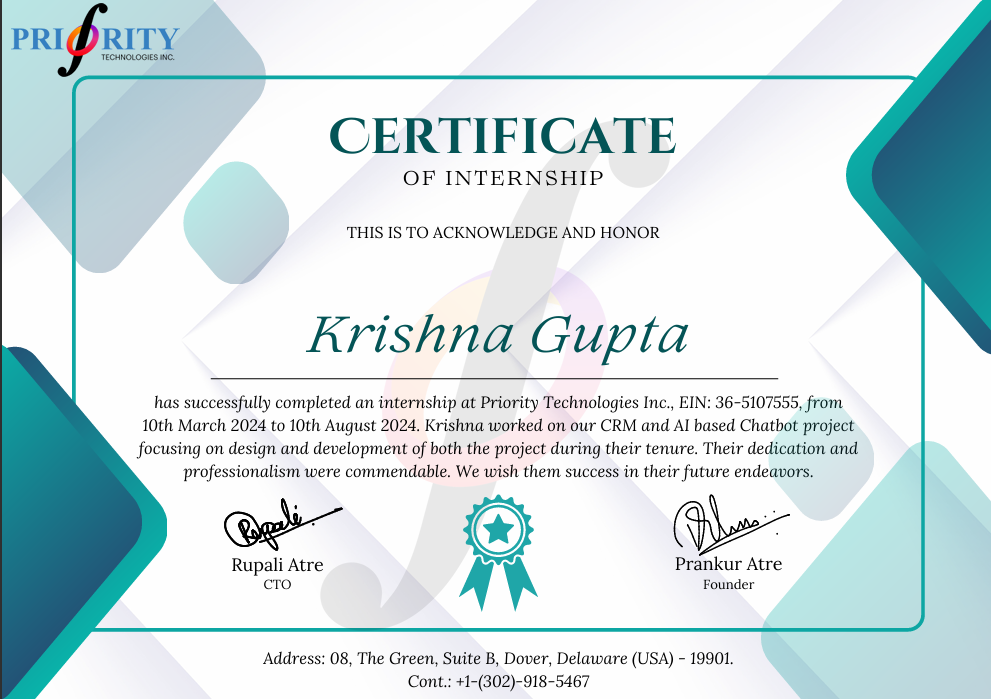 PRIORITY
TECHNOLOGIES INC.
CERTIFICATE
OF INTERNSHIP
THIS IS TO ACKNOWLEDGE AND HONOR
Krishna Gupta
has successfully completed an internship at Priority Technologies Inc., EIN: 36-5107555, from
10th March 2024 to 10th August 2024. Krishna worked on our CRM and AI based Chatbot project
focusing on design and development of both the project during their tenure. Their dedication and
professionalism were commendable. We wish them success in their future endeavors.
Rupali
Rupali Atre
CTO
Prankur Atre
Founder
Address: 08, The Green, Suite B, Dover, Delaware (USA) - 19901.
Cont.: +1-(302)-918-5467